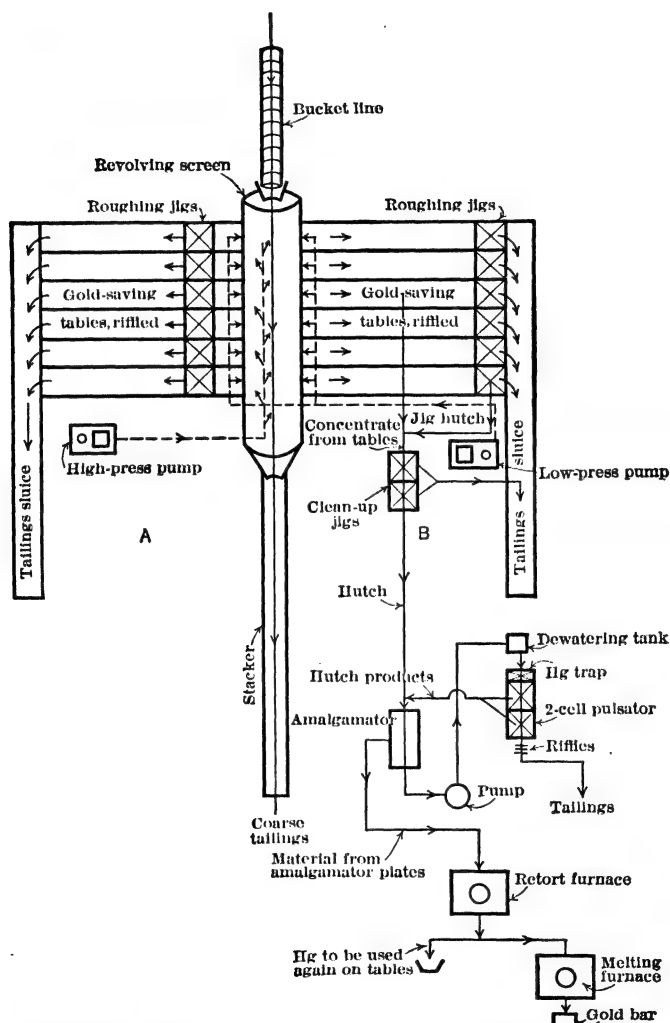 Bucket line
Revolving screen
Roughing jigs
Roughing jigs
Gold-saving
tables, riffled
Gold-saving
tables, riffled
Concentrate
from tables
Jig hutch
High-press pump
Low-press pump
Clean-up
jigs
Tailings sluice
Tailings sluice
A
B
Hutch
Stacker
Dewatering tank
Hg trap
Hutch products
2-cell pulsator
Amalgamator
Riffles
Pump
Tailings
Coarse
tailings
Material from
amalgamator plates
Retort furnace
Hg to be used
again on tables
Melting
furnace
Gold bar